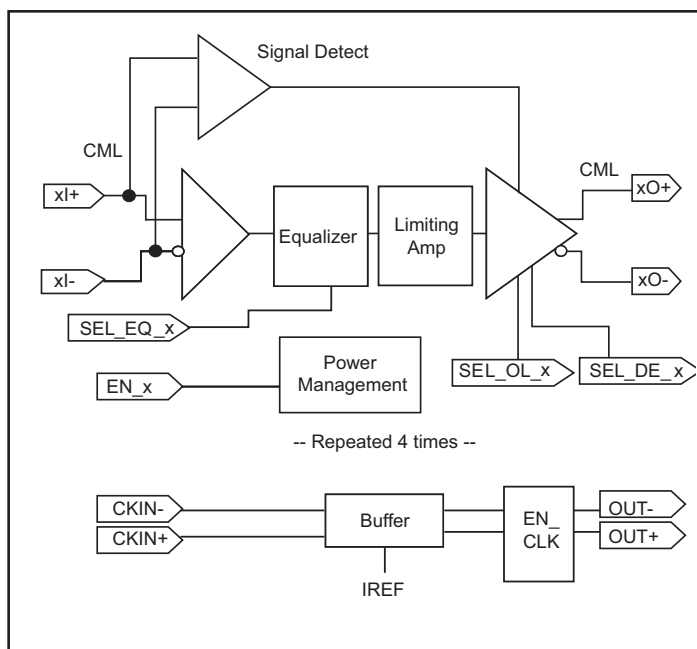 Signal Detect
CML
CML
xI+
xO+
Equalizer
Limiting
Amp
xI-
xO-
SEL_EQ_x
Power
Management
SEL_OL_x
SEL_DE_x
EN_x
-- Repeated 4 times --
CKIN-
OUT-
Buffer
EN_
CLK
CKIN+
OUT+
IREF